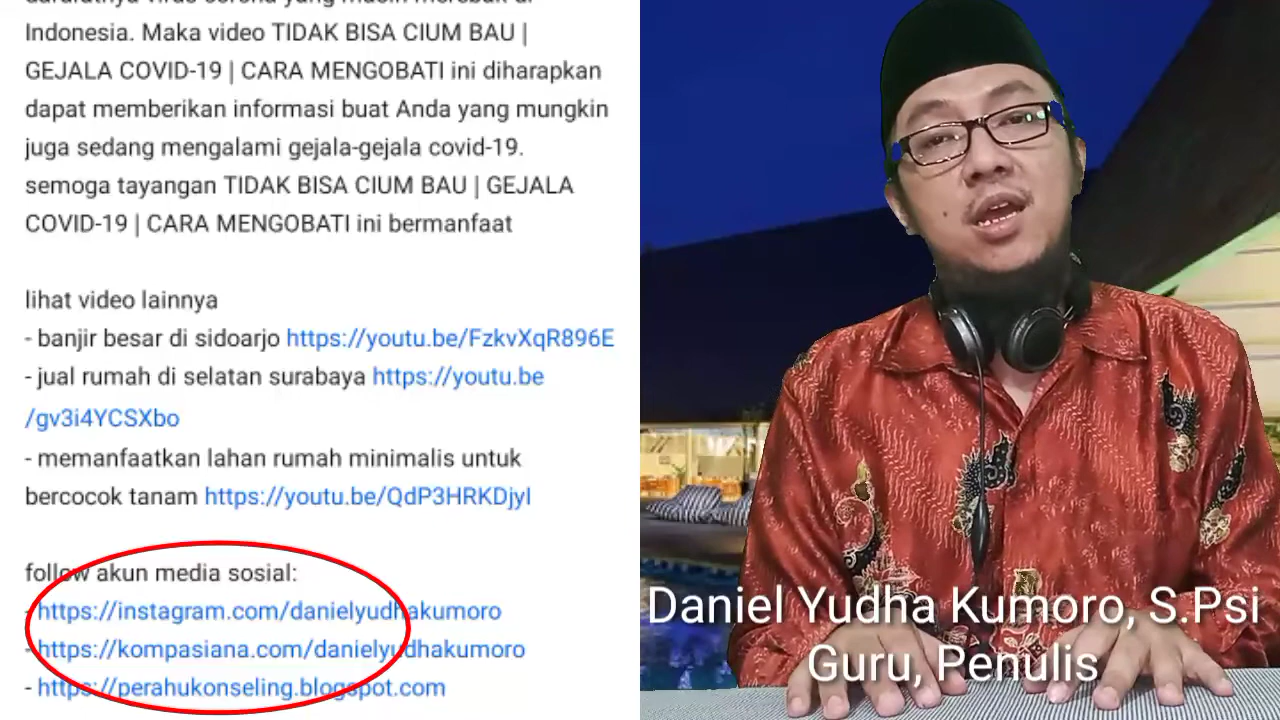 Indonesia. Maka video TIDAK BISA CIUM BAU |
GEJALA COVID-19 | CARA MENGOBATI ini diharapkan
dapat memberikan informasi buat Anda yang mungkin
juga sedang mengalami gejala-gejala covid-19.
semoga tayangan TIDAK BISA CIUM BAU | GEJALA
COVID-19 | CARA MENGOBATI ini bermanfaat
lihat video lainnya
- banjir besar di sidoarjo https://youtu.be/FzkvXqR896E
- jual rumah di selatan surabaya https://youtu.be
/gv3i4YCSXbo
- memanfaatkan lahan rumah minimalis untuk
bercocok tanam https://youtu.be/QdP3HRKDjyI
follow akun media sosial:
- https://instagram.com/danielyudhakumoro
- https://kompasiana.com/danielyudhakumoro
- https://perahukonseling.blogspot.com
Daniel Yudha Kumoro, S.Psi
Guru, Penulis